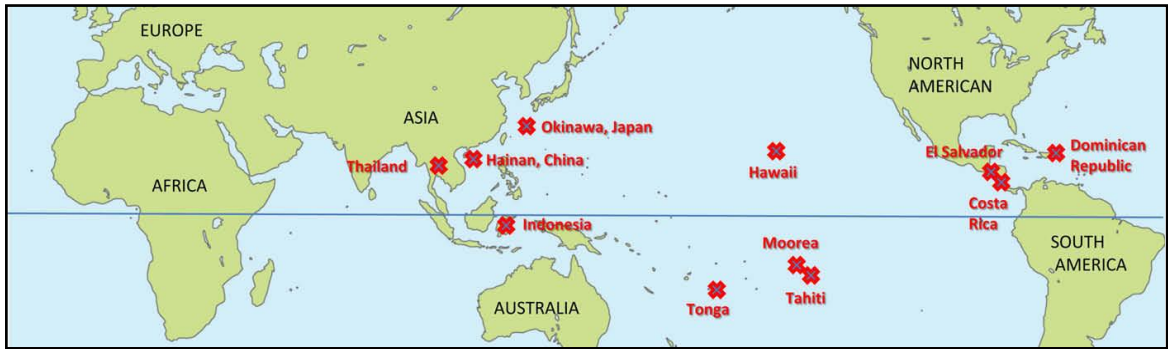 EUROPE
NORTH
AMERICAN
ASIA
Okinawa, Japan
Dominican
Republic
El Salvador
Thailand
Hainan, China
Hawaii
AFRICA
Costa
Rica
Indonesia
Moorea
SOUTH
AMERICA
Tahiti
Tonga
AUSTRALIA